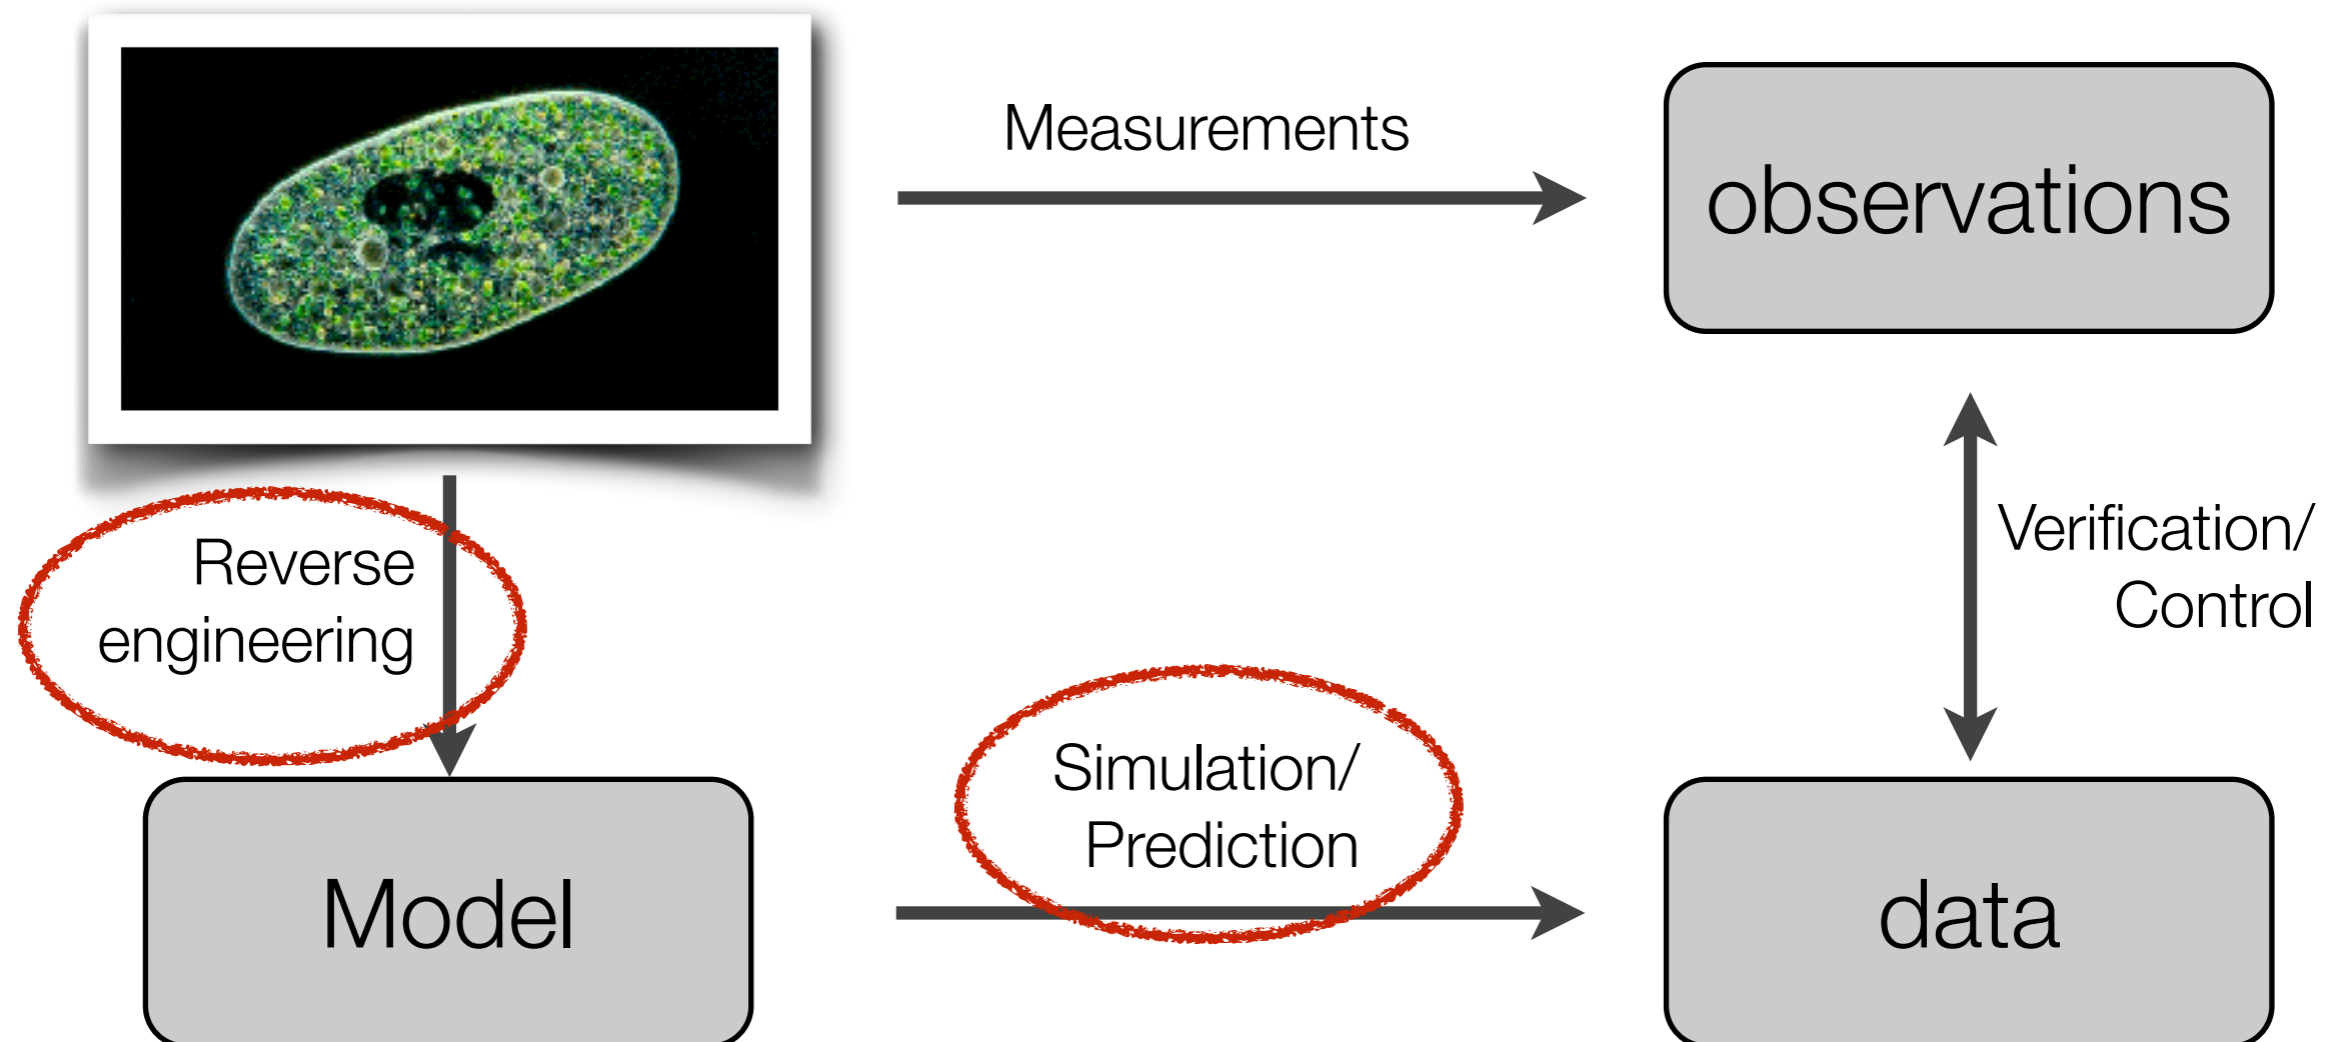 Measurements
observations
Reverse
engineering
Verification/
Control
Simulation/
Prediction
Model
data